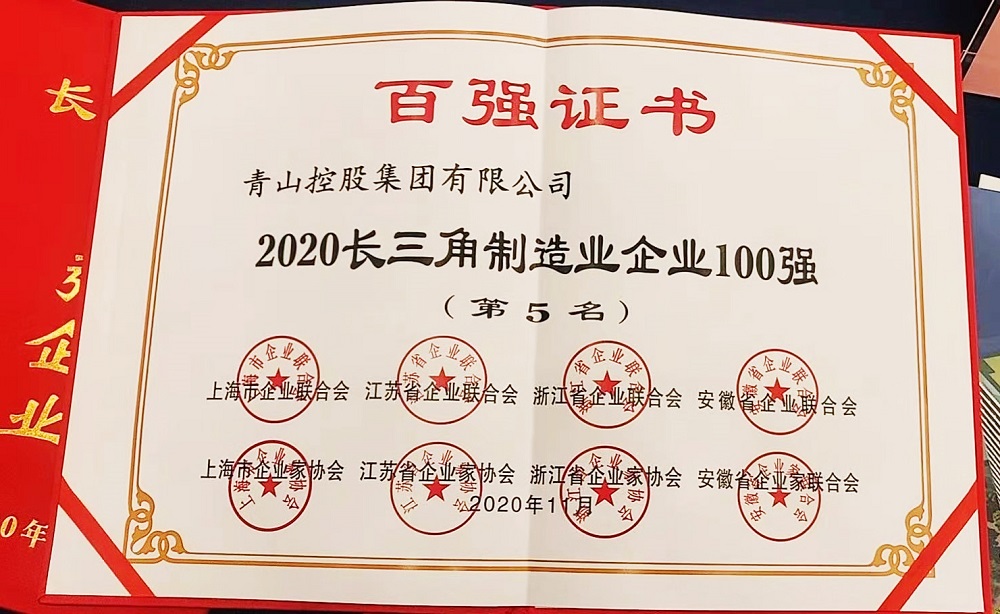 百强证书
青山控股集团有限公司
2020长三角制造业企业100强
（第5名）
上海市企业联合会 江苏省企业联合会 浙江省企业联合会 安徽省企业联合会
上海市企业家协会 江苏省企业家协会 浙江省企业家协会 安徽省企业家联合会
2020年11月
长
企
业
0年